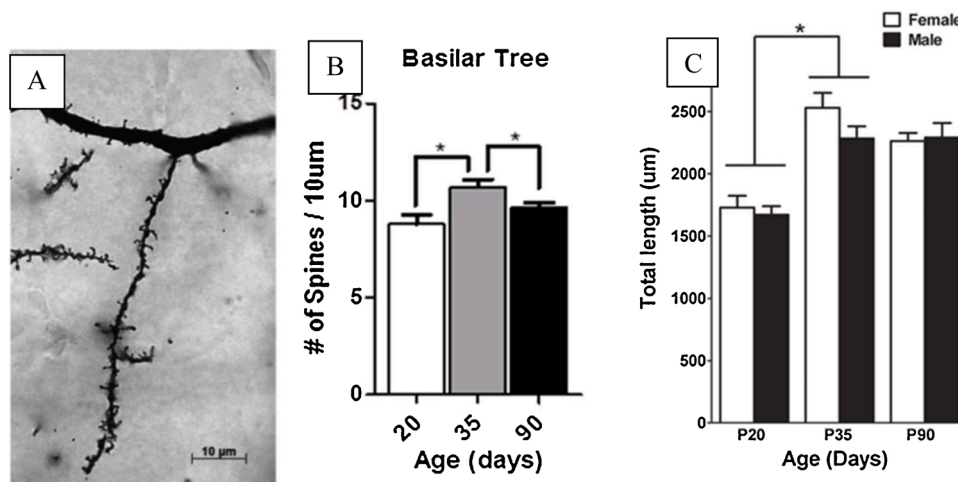 A
10 µm
B
Basilar Tree
# of Spines / 10um
15
10
5
0
*
*
20
35
90
Age (days)
C
Female
Male
*
Total length (um)
2500
2000
1500
1000
500
0
P20
P35
P90
Age (Days)